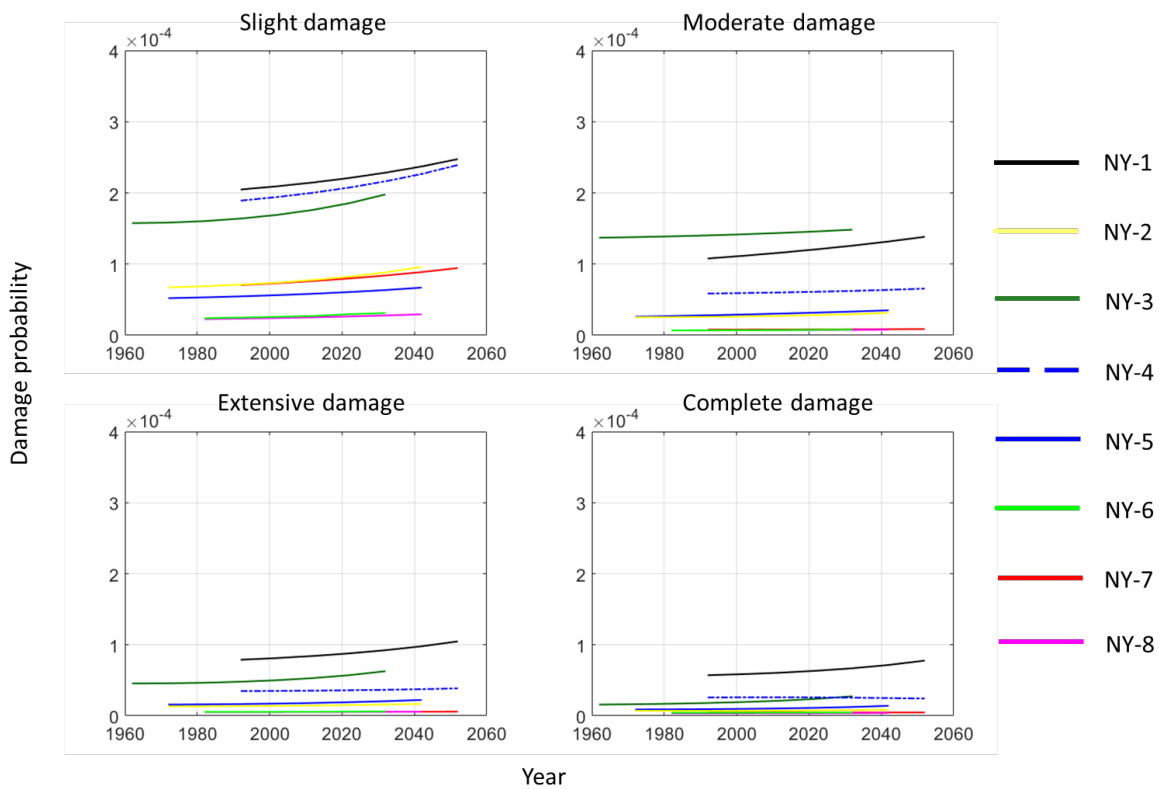 Slight damage
Moderate damage
×10⁻⁴
4
3
2
1
0
1960 1980 2000 2020 2040 2060
×10⁻⁴
4
3
2
1
0
1960 1980 2000 2020 2040 2060
Extensive damage
Complete damage
×10⁻⁴
4
3
2
1
0
1960 1980 2000 2020 2040 2060
×10⁻⁴
4
3
2
1
0
1960 1980 2000 2020 2040 2060
Damage probability
Year
NY-1
NY-2
NY-3
NY-4
NY-5
NY-6
NY-7
NY-8